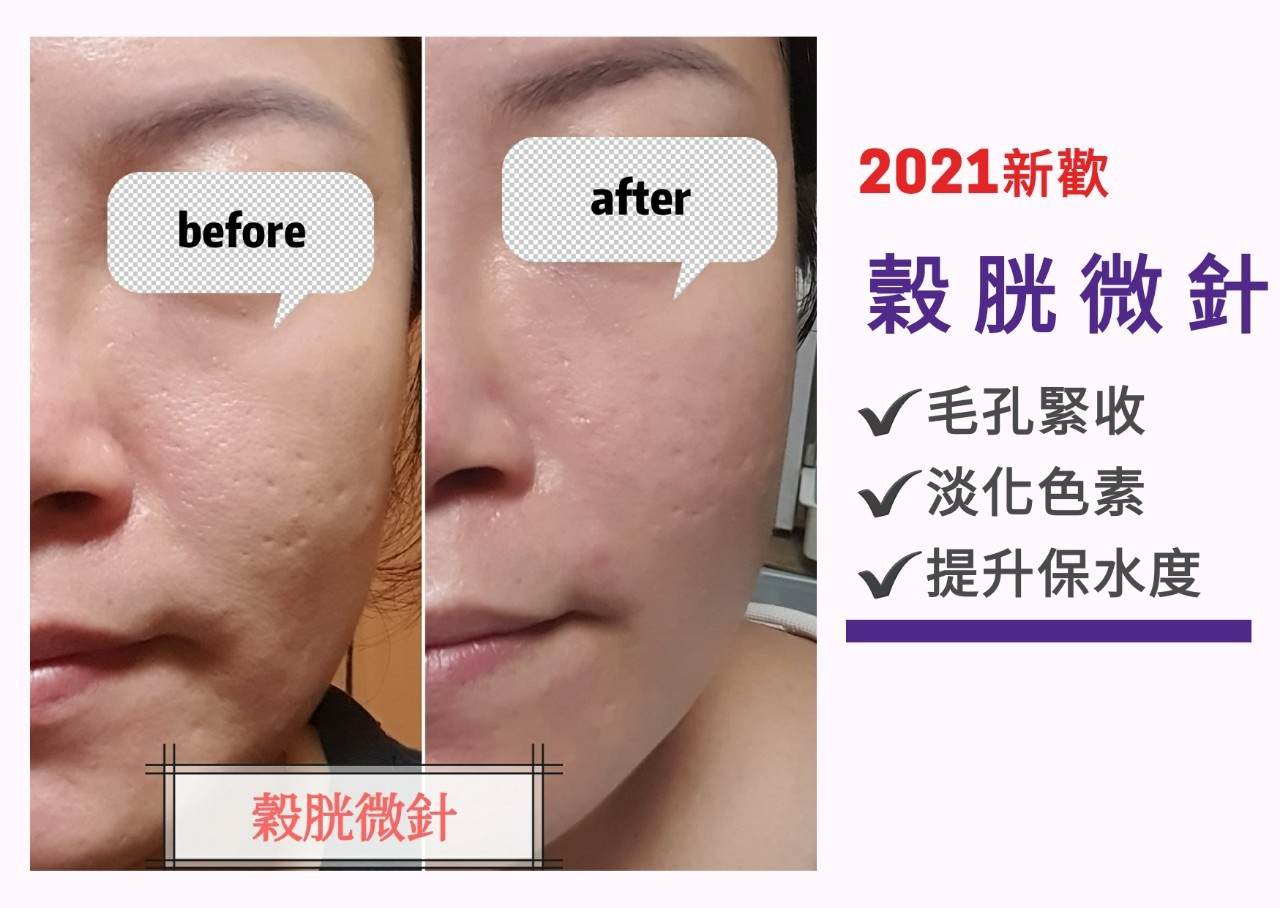 before
after
穀胱微針
2021新歡
穀胱微針
毛孔緊收
淡化色素
提升保水度